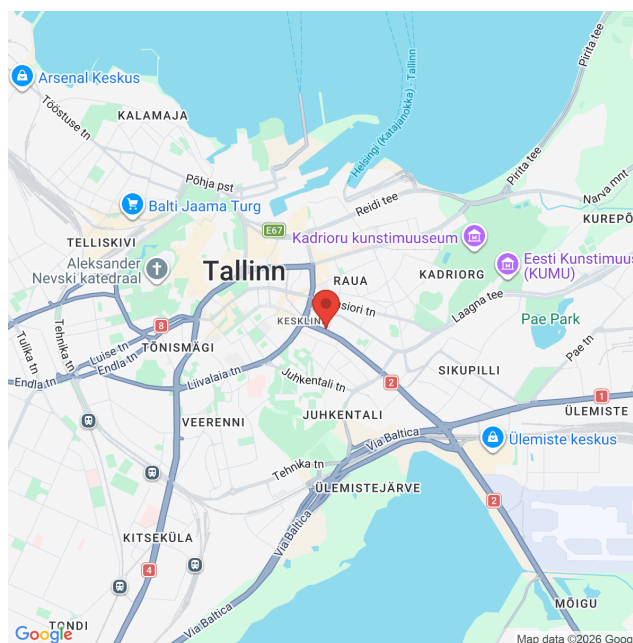 Arsenal Keskus
Tööstuse tn
KALAMAJA
Põhja pst
Balti Jaama Turg
TELLISKIVI
Aleksander
Nevski katedraal
Tallinn
E67
Helsingi (Katajanokka) - Tallinn
Reidi tee
Pirita tee
Pirita tee
Narva mnt
Kadrioru kunstimuuseum
KADRIORG
Eesti Kunstimuu
(KUMU)
RAUA
Laagna tee
Pae Park
Pae tn
SIKUPILLI
8
TÕNISMÄGI
Tulika tn
Tehnika tn
Luise tn
Endla tn
Endla tn
Liivalaia tn
Juhkentali tn
2
1
ÜLEMISTE
VEERENNI
JUHKENTALI
Via Baltica
Ülemiste keskus
Tehnika tn
ÜLEMISTEJÄRVE
2
KITSEKÜLA
Via Baltica
4
MÕIGU
TONDI
Via Baltica
Google
Map data ©2026 Goo